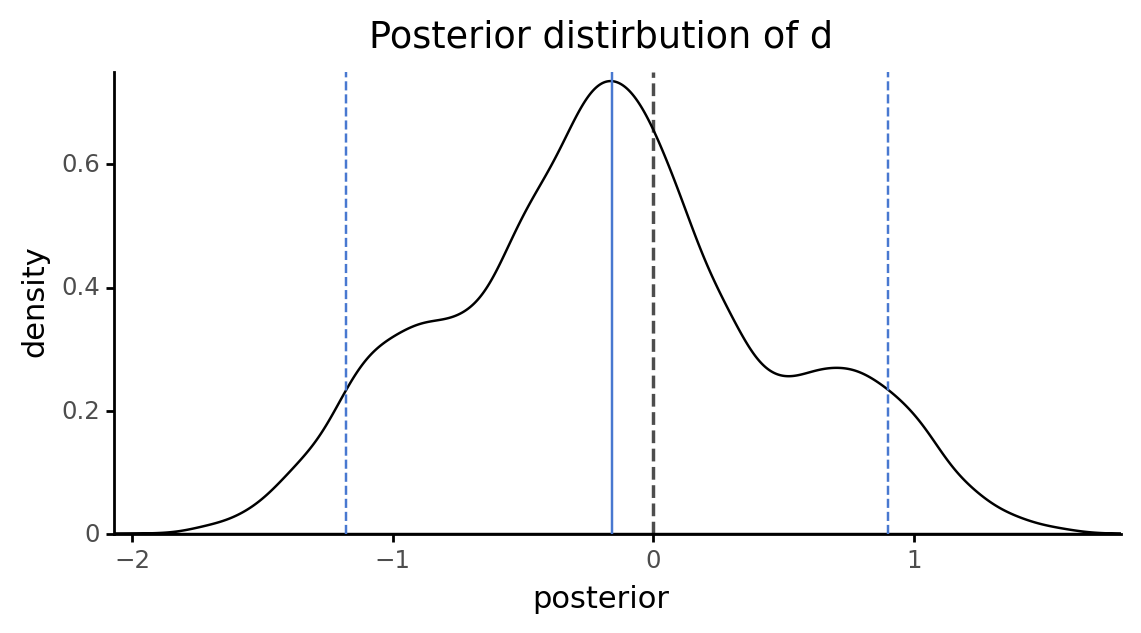 Posterior distirbution of d
density
0.6
0.4
0.2
0
−2
−1
0
1
posterior